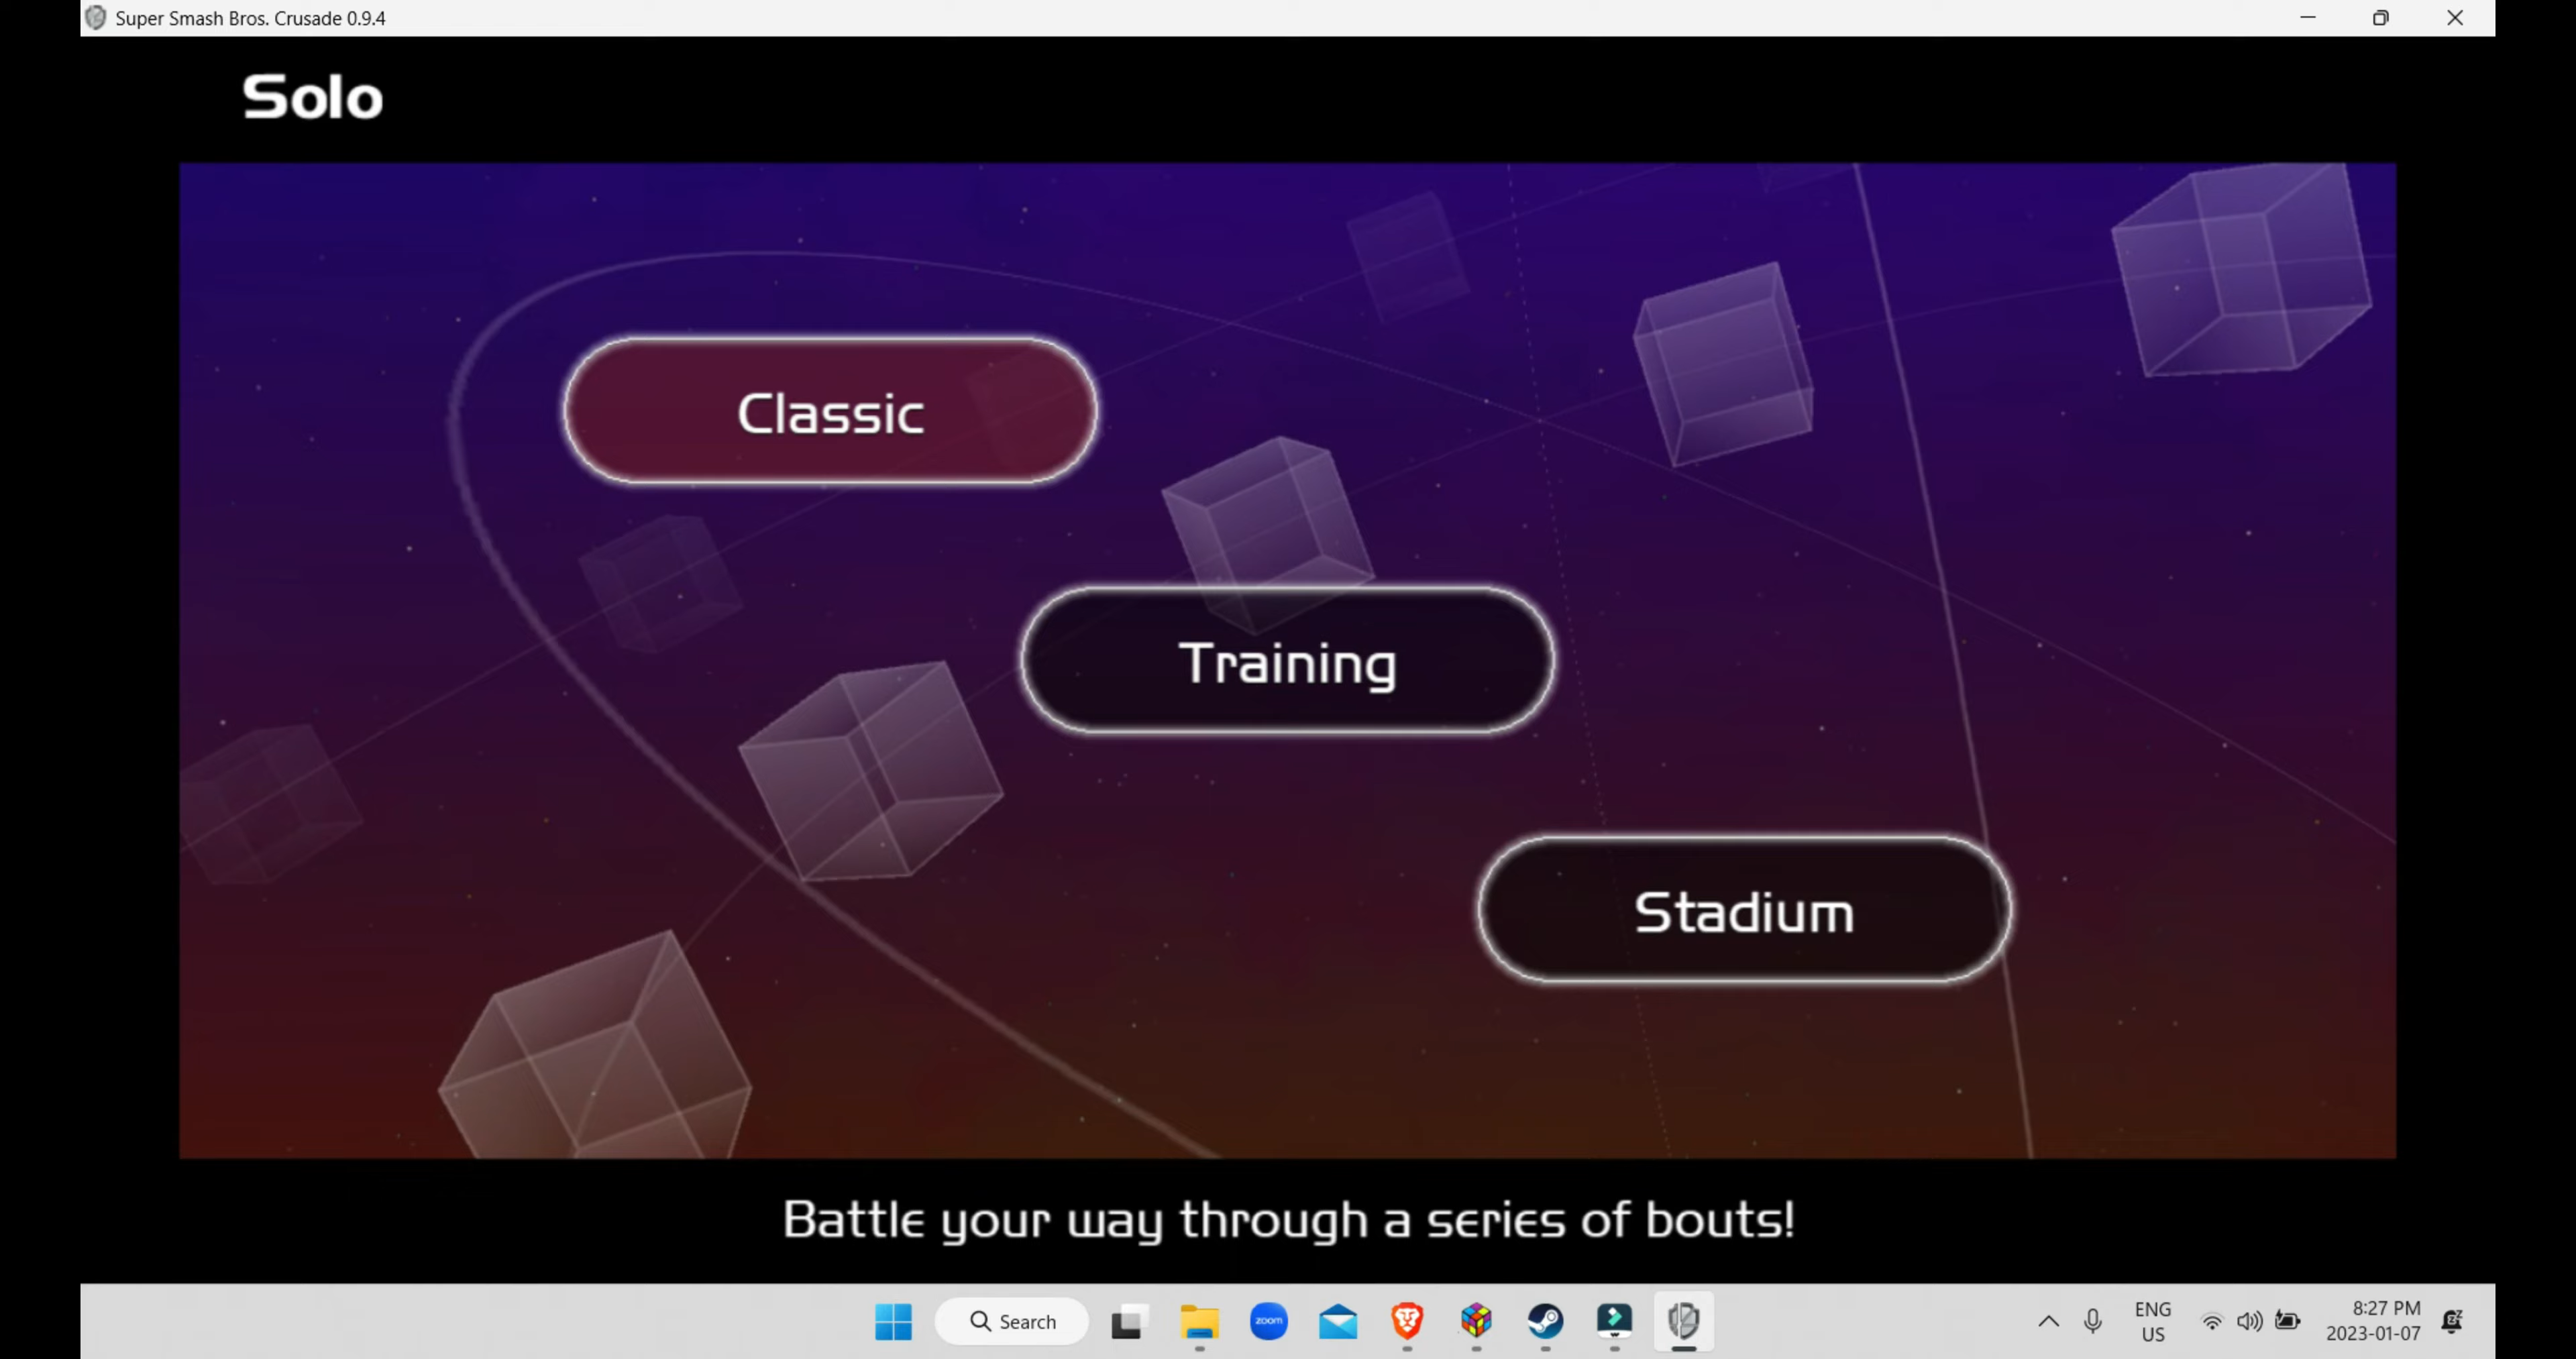 Super Smash Bros. Crusade 0.9.4
Solo
Classic
Training
Stadium
Battle your way through a series of bouts!
Search
zoom
ENG
US
8:27 PM
2023-01-07